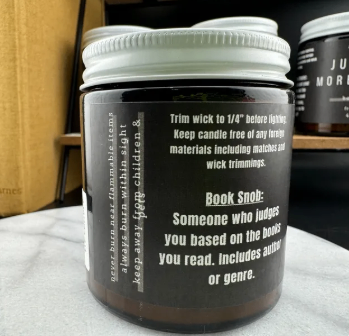 never burn near flammable items
always burn within sight
keep away from children &
pets
Trim wick to 1/4" before lighting.
Keep candle free of any foreign
materials including matches and
wick trimmings.
Book Snob:
Someone who judges
you based on the books
you read. Includes author
or genre.
JU
MORE